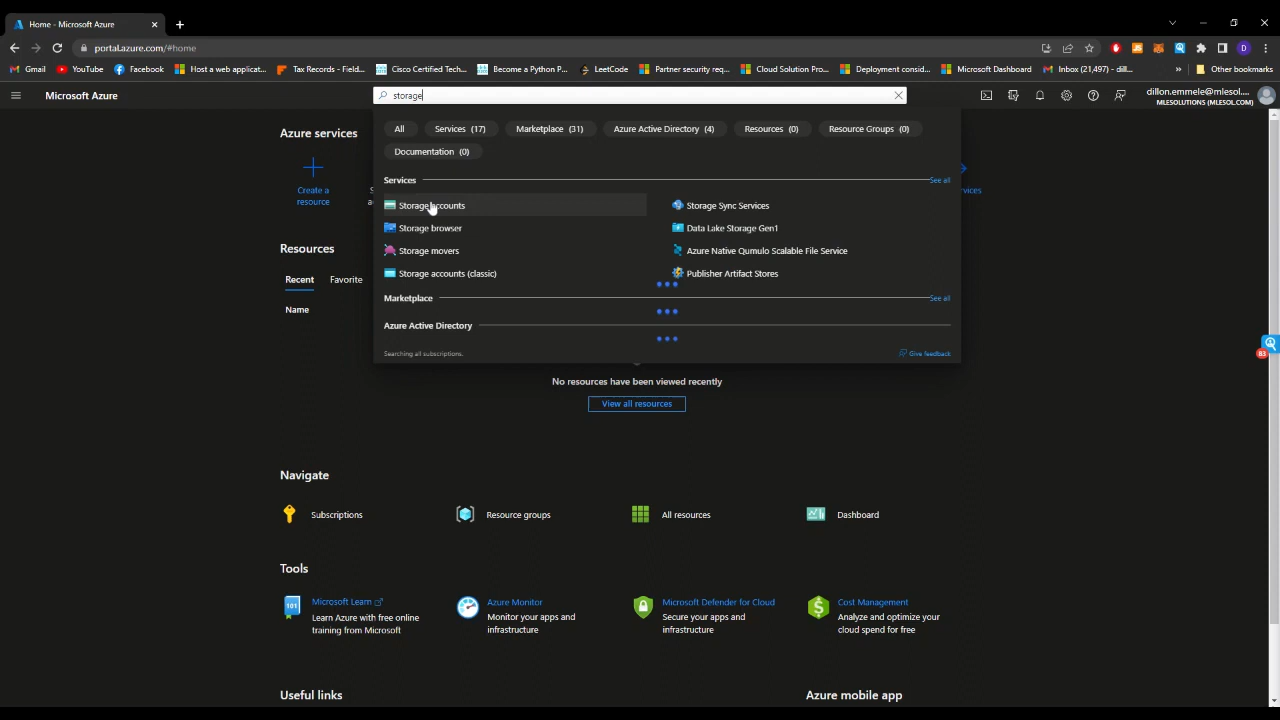 Home - Microsoft Azure
portal.azure.com/#home
Gmail YouTube Facebook Host a web applicat... Tax Records - Field... Cisco Certified Tech... Become a Python P... LeetCode Partner security req... Cloud Solution Pro... Deployment consid... Microsoft Dashboard Inbox (21,497) - dill... » Other bookmarks
Microsoft Azure
storage
dillon.emmele@mlesol....
MLESOLUTIONS (MLESOL.COM)
Azure services
All Services (17) Marketplace (31) Azure Active Directory (4) Resources (0) Resource Groups (0)
Documentation (0)
Services See all
Create a
resource
Storage accounts Storage Sync Services
Storage browser Data Lake Storage Gen1
Storage movers Azure Native Qumulo Scalable File Service
Storage accounts (classic) Publisher Artifact Stores
Marketplace See all
Azure Active Directory
Searching all subscriptions. Give feedback
Resources
Recent Favorite
Name
83
No resources have been viewed recently
View all resources
Navigate
Subscriptions Resource groups All resources Dashboard
Tools
Microsoft Learn
Learn Azure with free online
training from Microsoft
Azure Monitor
Monitor your apps and
infrastructure
Microsoft Defender for Cloud
Secure your apps and
infrastructure
Cost Management
Analyze and optimize your
cloud spend for free
Useful links Azure mobile app